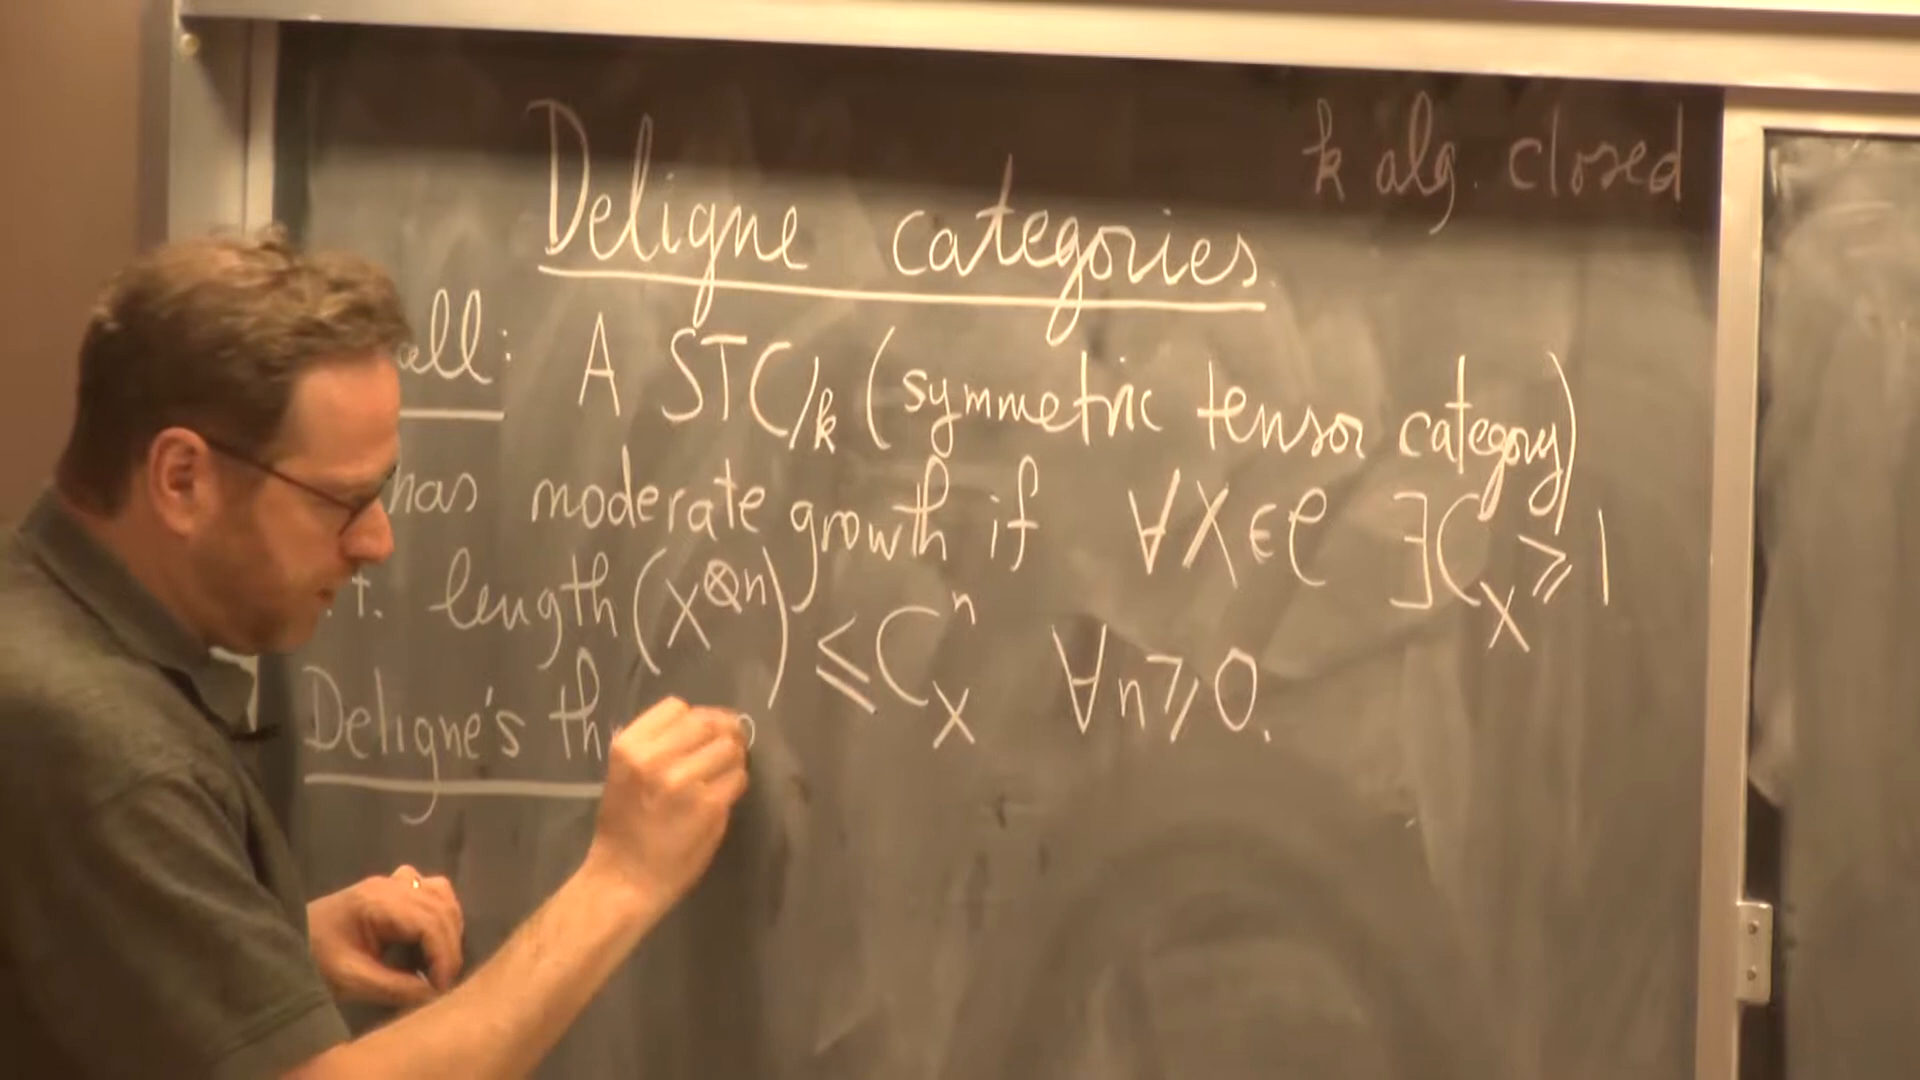 k alg. closed
Deligne categories
all: A STC/k (symmetric tensor category)
has moderate growth if ∀X∈𝒞 ∃C_X ⩾ 1
.t. length(X^{⊗n}) ⩽ C_X^n ∀n⩾0.
Deligne's th